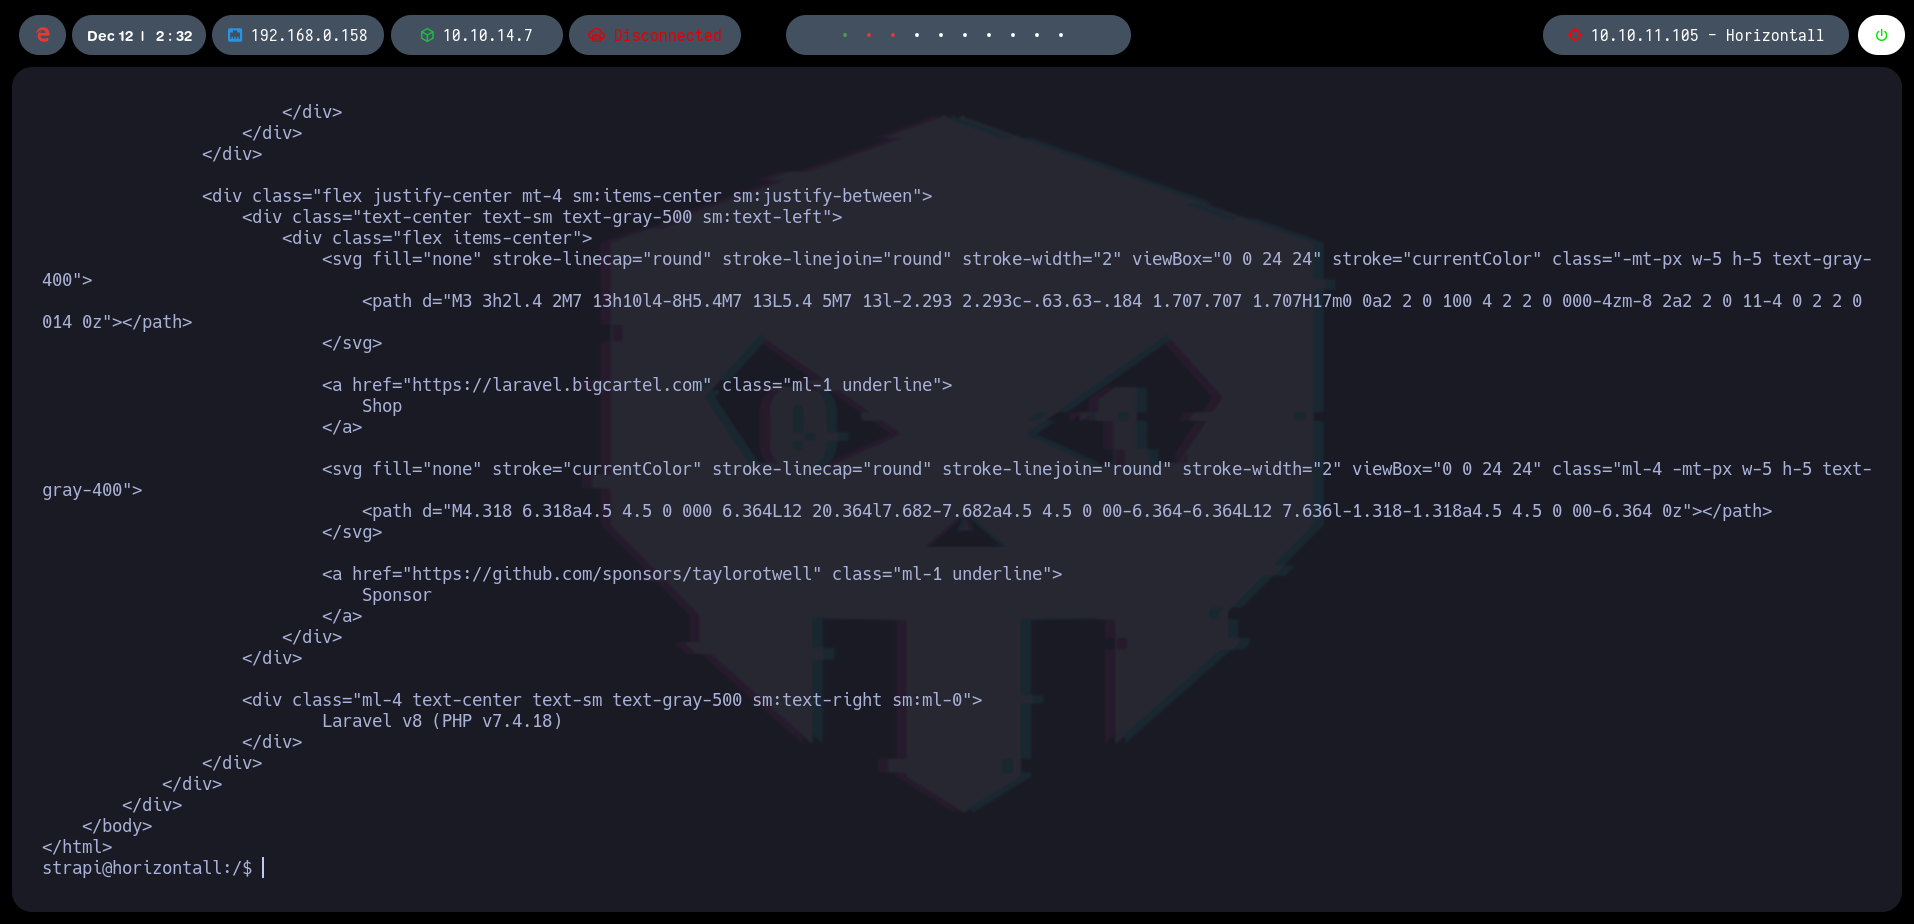 Dec 12 | 2 : 32
192.168.0.158
10.10.14.7
Disconnected
10.10.11.105 - Horizontall
</div>
</div>
</div>
<div class="flex justify-center mt-4 sm:items-center sm:justify-between">
<div class="text-center text-sm text-gray-500 sm:text-left">
<div class="flex items-center">
<svg fill="none" stroke-linecap="round" stroke-linejoin="round" stroke-width="2" viewBox="0 0 24 24" stroke="currentColor" class="-mt-px w-5 h-5 text-gray-
400">
<path d="M3 3h2l.4 2M7 13h10l4-8H5.4M7 13L5.4 5M7 13l-2.293 2.293c-.63.63-.184 1.707.707 1.707H17m0 0a2 2 0 100 4 2 2 0 000-4zm-8 2a2 2 0 11-4 0 2 2 0
014 0z"></path>
</svg>
<a href="https://laravel.bigcartel.com" class="ml-1 underline">
Shop
</a>
<svg fill="none" stroke="currentColor" stroke-linecap="round" stroke-linejoin="round" stroke-width="2" viewBox="0 0 24 24" class="ml-4 -mt-px w-5 h-5 text-
gray-400">
<path d="M4.318 6.318a4.5 4.5 0 000 6.364L12 20.364l7.682-7.682a4.5 4.5 0 00-6.364-6.364L12 7.636l-1.318-1.318a4.5 4.5 0 00-6.364 0z"></path>
</svg>
<a href="https://github.com/sponsors/taylorotwell" class="ml-1 underline">
Sponsor
</a>
</div>
</div>
<div class="ml-4 text-center text-sm text-gray-500 sm:text-right sm:ml-0">
Laravel v8 (PHP v7.4.18)
</div>
</div>
</div>
</div>
</body>
</html>
strapi@horizontall:/$